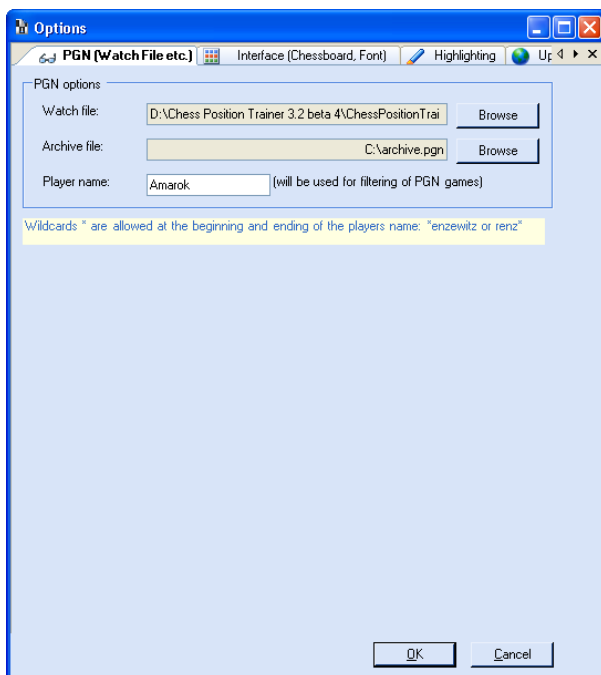 Options
PGN (Watch File etc.) Interface (Chessboard, Font) Highlighting
PGN options
Watch file: D:\Chess Position Trainer 3.2 beta 4\ChessPositionTrai Browse
Archive file: C:\archive.pgn Browse
Player name: Amarok (will be used for filtering of PGN games)
Wildcards * are allowed at the beginning and ending of the players name: "enzewitz or renz"
OK Cancel